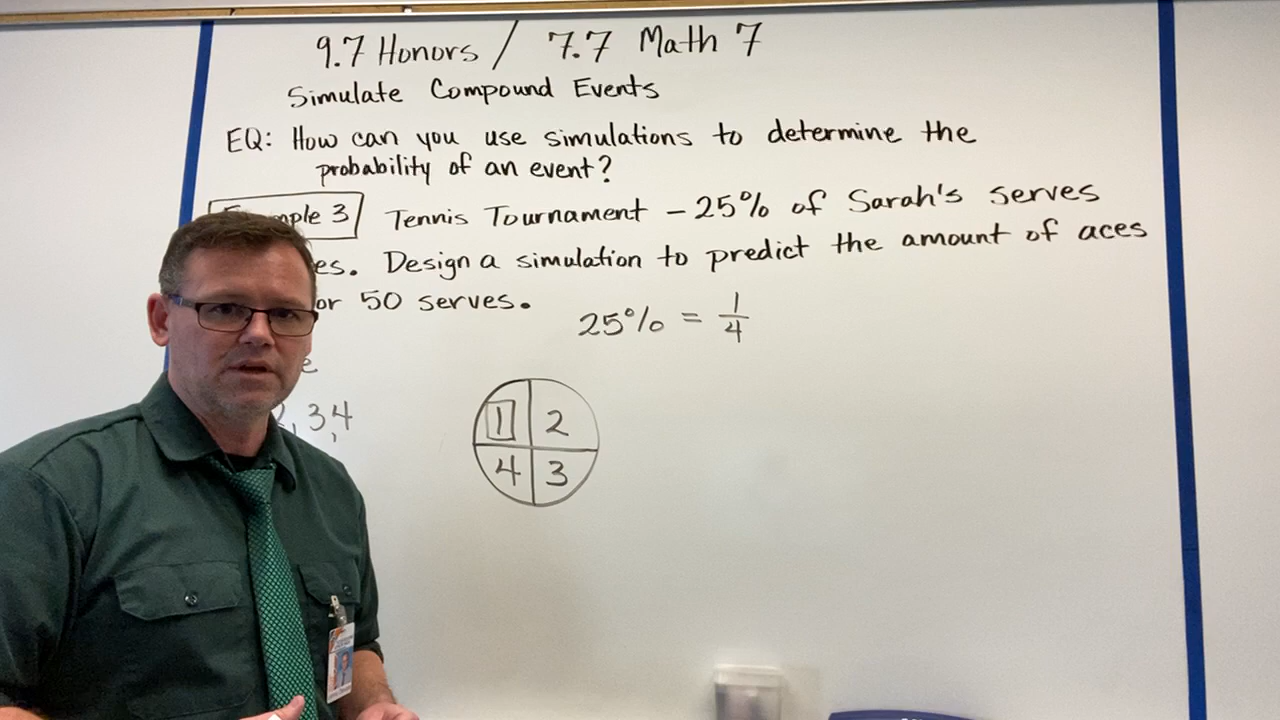 9.7 Honors / 7.7 Math 7
Simulate Compound Events
EQ: How can you use simulations to determine the
probability of an event?
3 Tennis Tournament - 25% of Sarah's serves
Design a simulation to predict the amount of aces
50 serves.
25% = 1/4
3,4
1 2
4 3